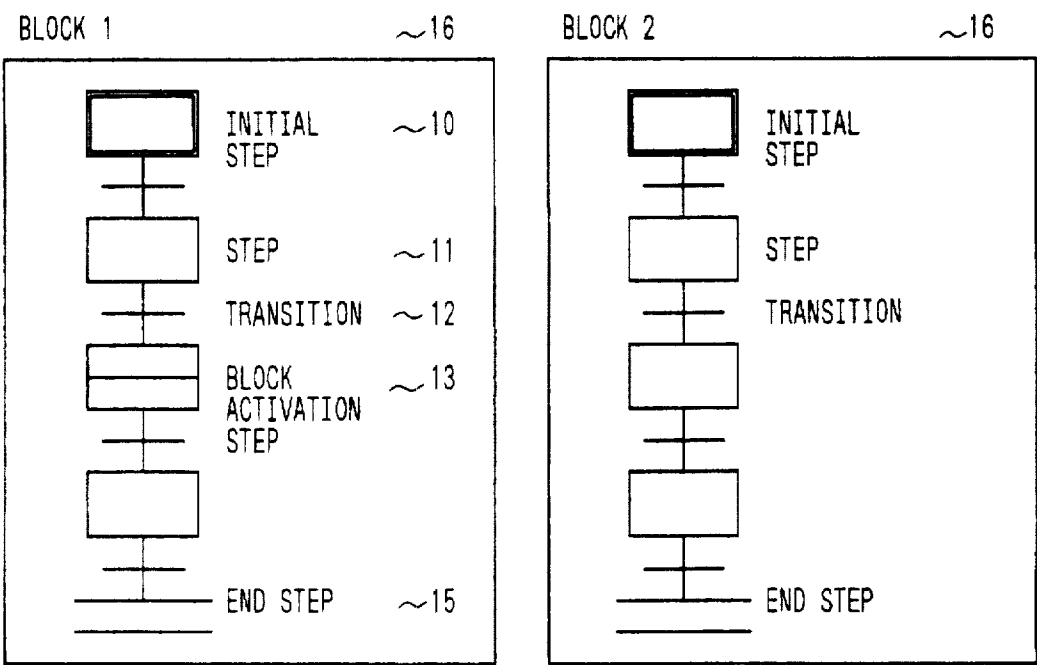 BLOCK 1 ~16
INITIAL ~10
STEP
STEP ~11
TRANSITION ~12
BLOCK ~13
ACTIVATION
STEP
END STEP ~15
BLOCK 2 ~16
INITIAL
STEP
STEP
TRANSITION
END STEP